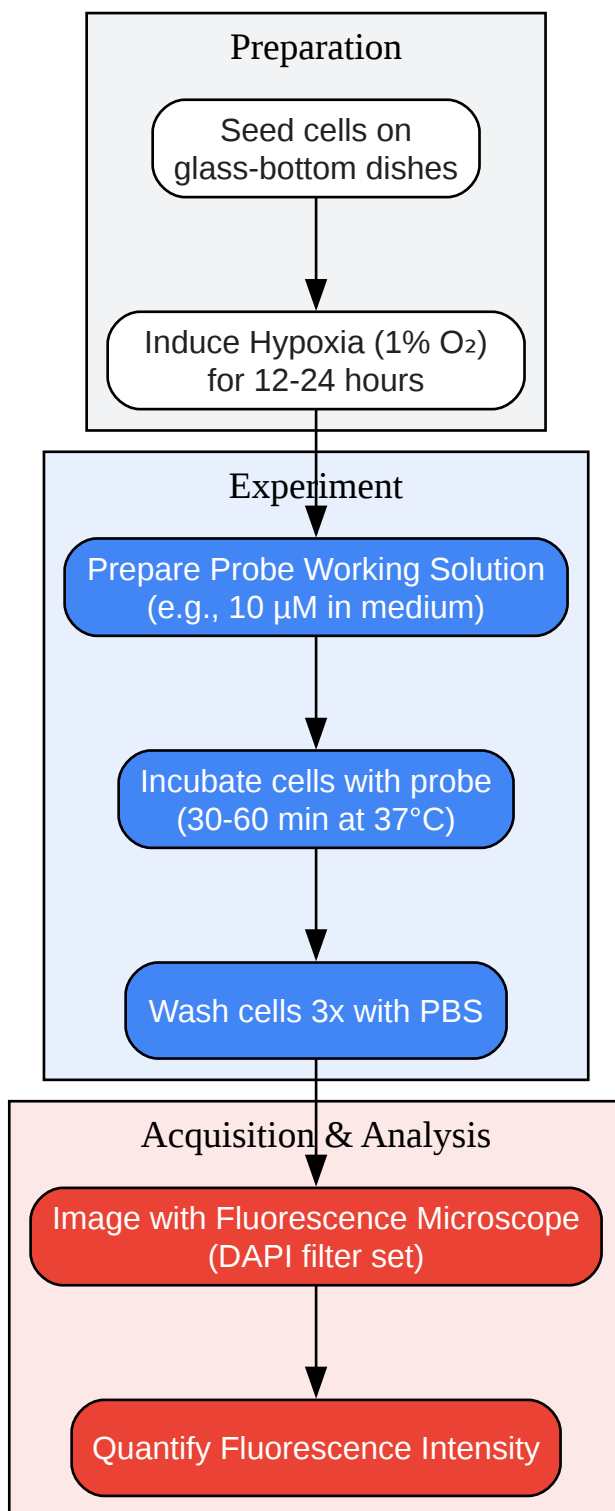 Preparation
Seed cells on
glass-bottom dishes
Induce Hypoxia (1% O₂)
for 12-24 hours
Experiment
Prepare Probe Working Solution
(e.g., 10 µM in medium)
Incubate cells with probe
(30-60 min at 37°C)
Wash cells 3x with PBS
Acquisition & Analysis
Image with Fluorescence Microscope
(DAPI filter set)
Quantify Fluorescence Intensity